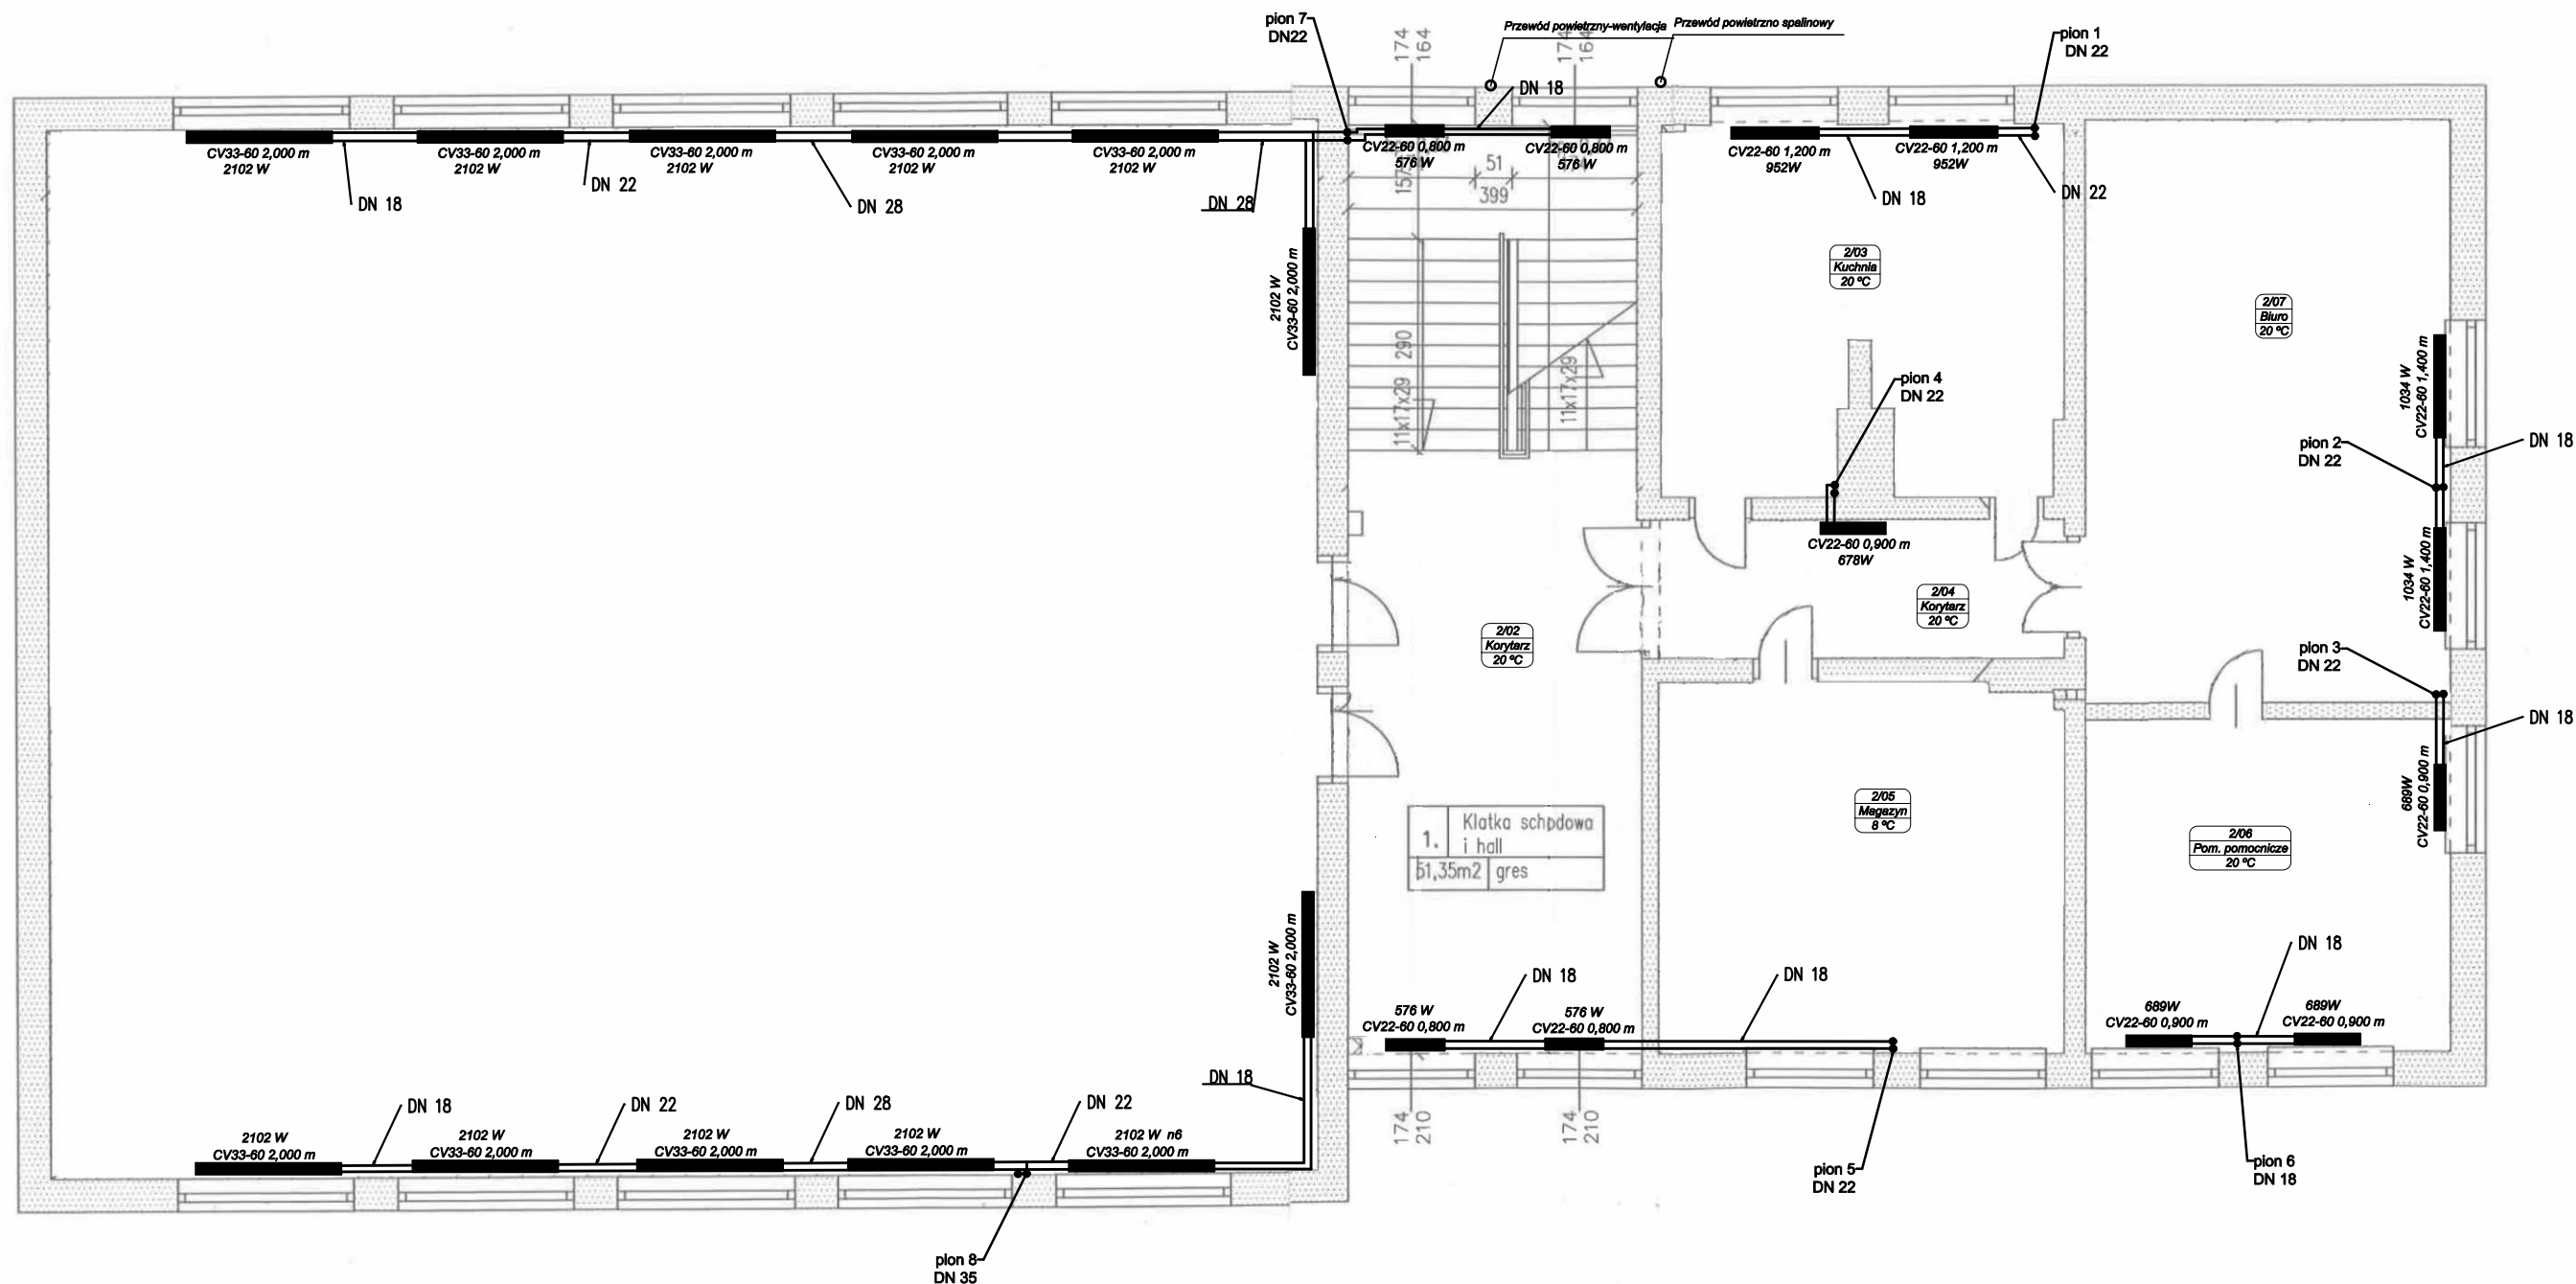 pion 7
DN22
174
164
Przewód powietrzny-wentylacja
Przewód powietrzno spalinowy
174
164
pion 1
DN 22
DN 18
CV33-60 2,000 m
2102 W
CV33-60 2,000 m
2102 W
CV33-60 2,000 m
2102 W
CV33-60 2,000 m
2102 W
CV33-60 2,000 m
2102 W
CV22-60 0,800 m
576 W
CV22-60 0,800 m
576 W
CV22-60 1,200 m
952W
CV22-60 1,200 m
952W
DN 18
DN 22
DN 28
DN 28
51
399
DN 18
DN 22
2102 W
CV33-60 2,000 m
2/03
Kuchnia
20 ºC
2/07
Biuro
20 ºC
11x17x29
290
11x17x29
pion 4
DN 22
1034 W
CV22-60 1,400 m
pion 2
DN 22
DN 18
CV22-60 0,900 m
678W
1034 W
CV22-60 1,400 m
2/04
Korytarz
20 ºC
2/02
Korytarz
20 ºC
pion 3
DN 22
DN 18
689W
CV22-60 0,900 m
2/05
Magazyn
8 ºC
2/06
Pom. pomocnicze
20 ºC
1.
Klatka schodowa
i hall
51,35m2
gres
2102 W
CV33-60 2,000 m
DN 18
DN 18
DN 18
576 W
CV22-60 0,800 m
576 W
CV22-60 0,800 m
689W
CV22-60 0,900 m
689W
CV22-60 0,900 m
DN 18
DN 18
DN 22
DN 28
DN 22
2102 W
CV33-60 2,000 m
2102 W
CV33-60 2,000 m
2102 W
CV33-60 2,000 m
2102 W
CV33-60 2,000 m
2102 W n6
CV33-60 2,000 m
174
210
174
210
pion 5
DN 22
pion 6
DN 18
pion 8
DN 35